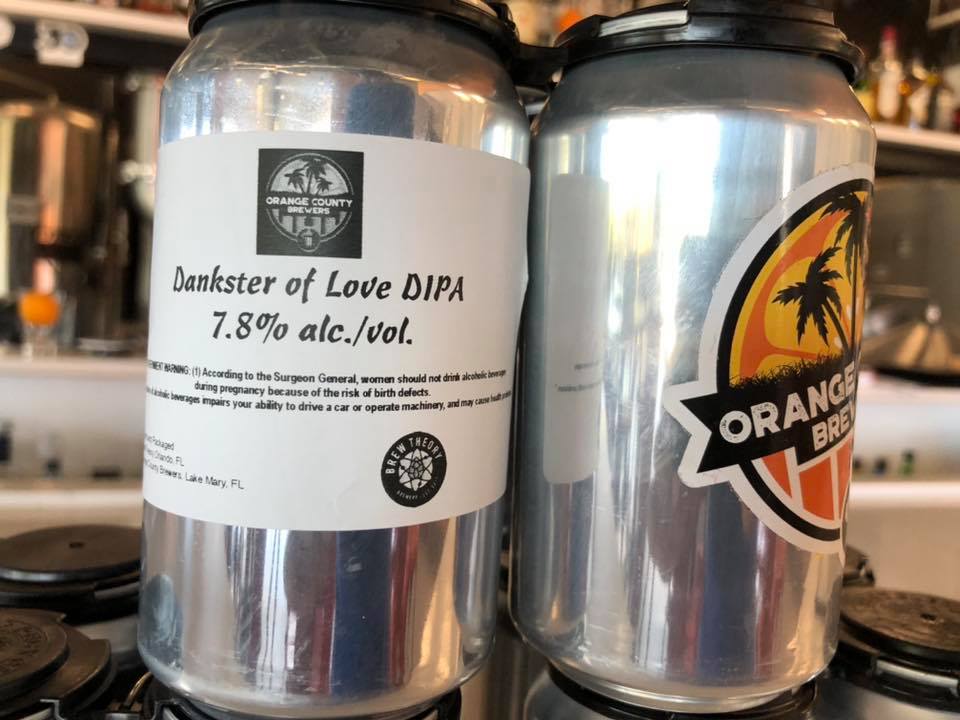 ORANGE COUNTY
BREWERS
Dankster of Love DIPA
7.8% alc./vol.
WARNING: (1) According to the Surgeon General, women should not drink alcoholic beverages
during pregnancy because of the risk of birth defects.
alcoholic beverages impairs your ability to drive a car or operate machinery, and may cause health
Packaged
Orlando, FL
County Brewers, Lake Mary, FL
BREW THEORY
ORANGE
BREW